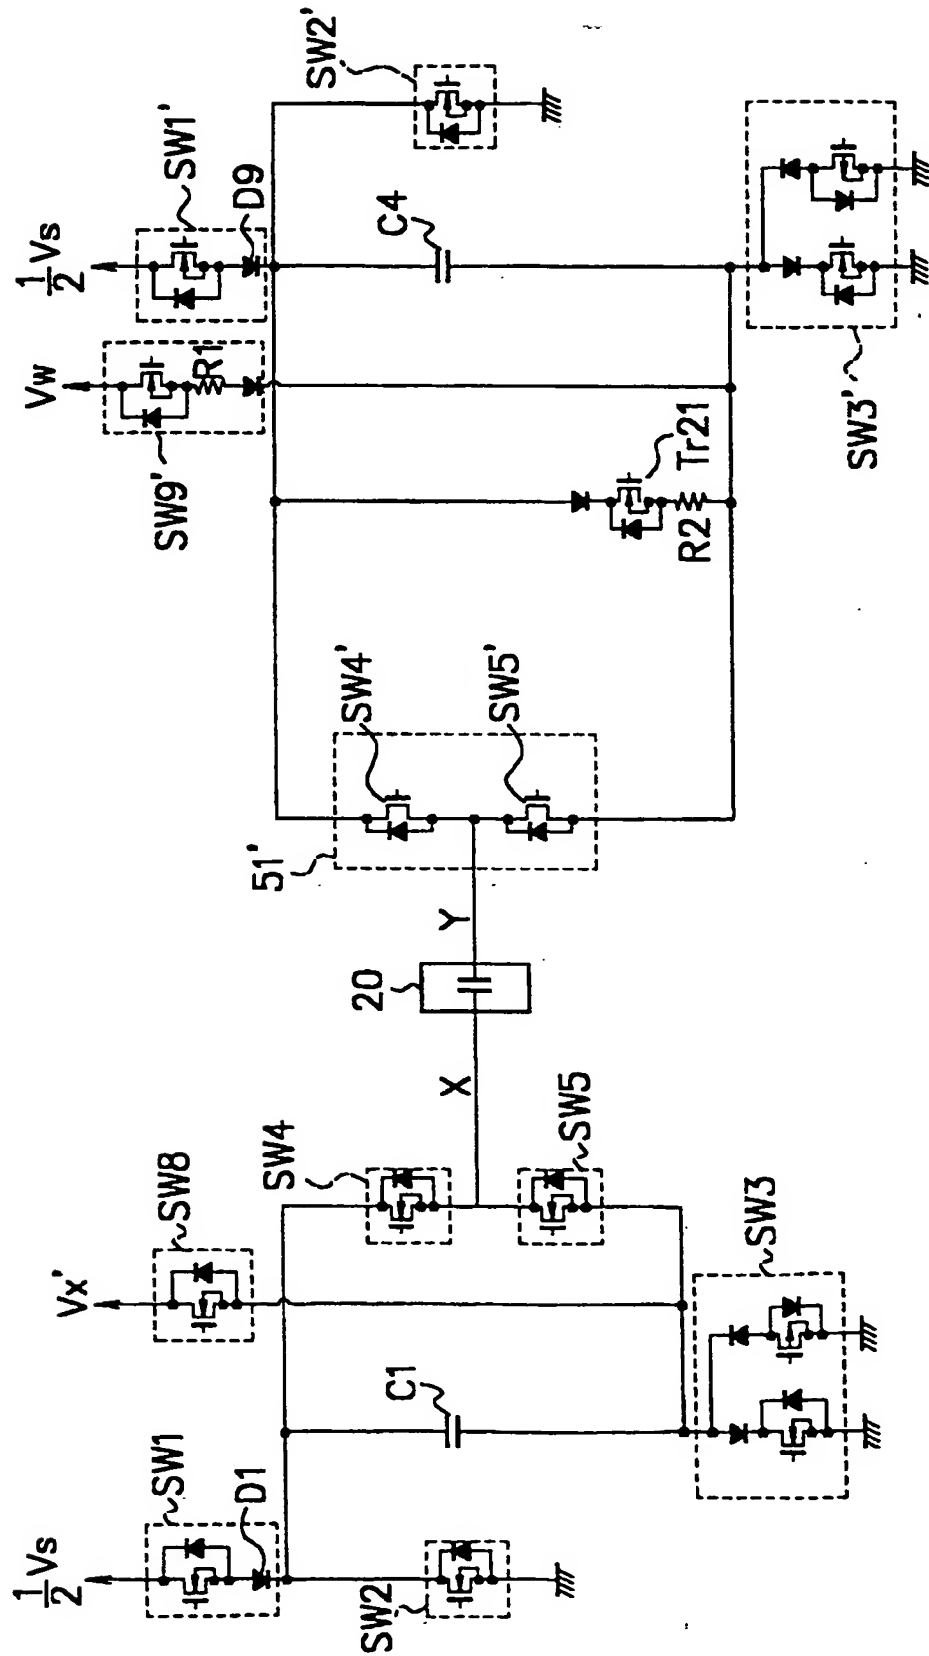 1/2 Vs
SW1
D1
SW2
C1
Vx'
SW8
SW4
SW5
SW3
X
20
Y
51'
SW4'
SW5'
Vw
SW9'
R1
Tr21
R2
1/2 Vs
SW1'
D9
C4
SW2'
SW3'